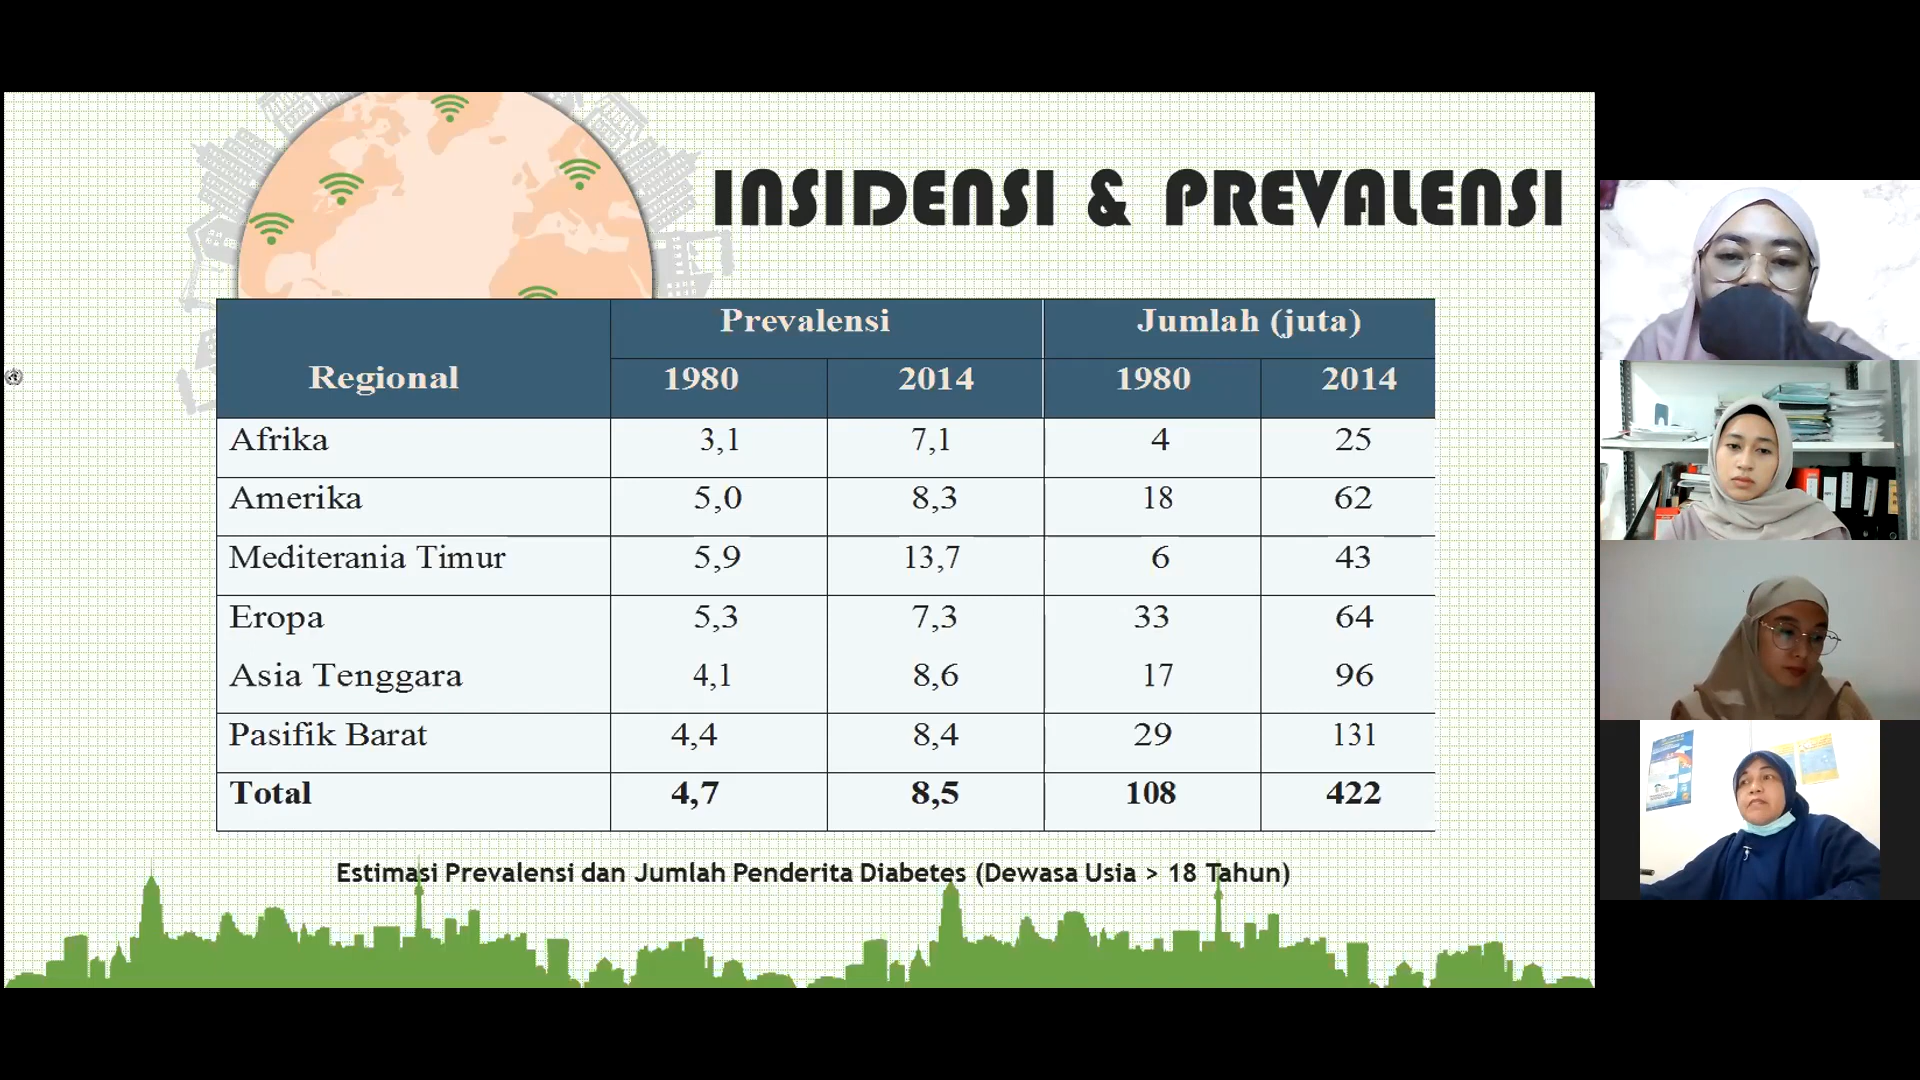 INSIDENSI & PREVALENSI
Regional Prevalensi Jumlah (juta)
1980 2014 1980 2014
Afrika 3,1 7,1 4 25
Amerika 5,0 8,3 18 62
Mediterania Timur 5,9 13,7 6 43
Eropa 5,3 7,3 33 64
Asia Tenggara 4,1 8,6 17 96
Pasifik Barat 4,4 8,4 29 131
Total 4,7 8,5 108 422
Estimasi Prevalensi dan Jumlah Penderita Diabetes (Dewasa Usia > 18 Tahun)